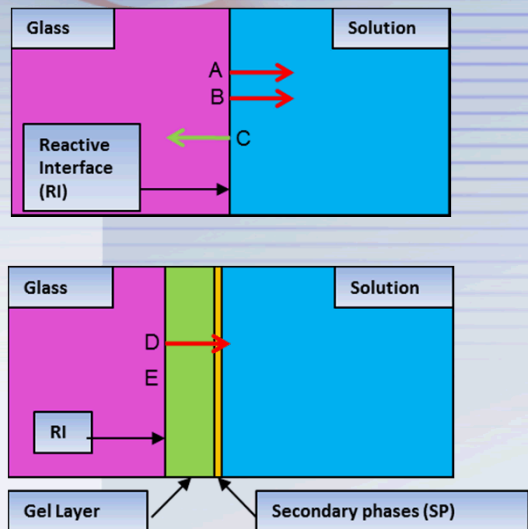 Glass
Solution
A
B
C
Reactive
Interface
(RI)
Glass
Solution
D
E
RI
Gel Layer
Secondary phases (SP)